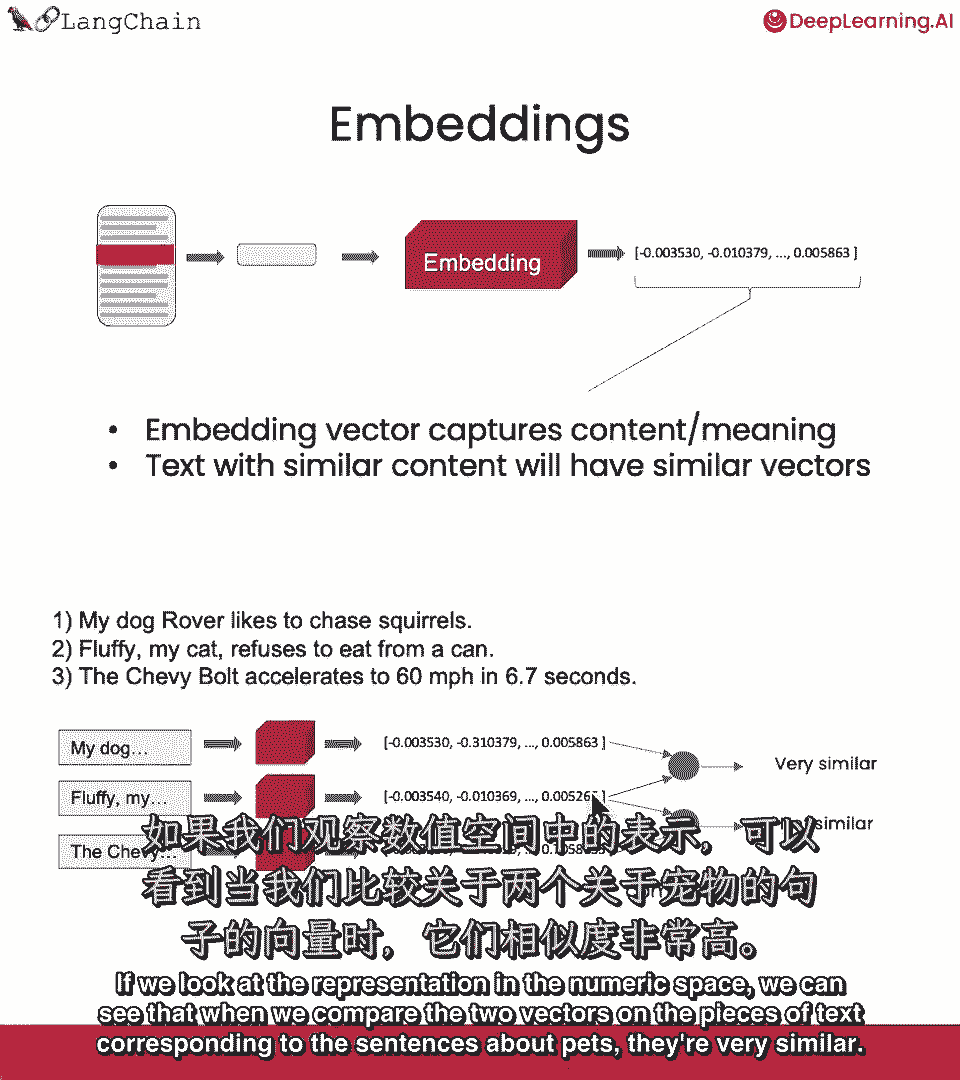 LangChain
DeepLearning.AI
Embeddings
Embedding
[-0.003530, -0.010379, ..., 0.005863 ]
• Embedding vector captures content/meaning
• Text with similar content will have similar vectors
1) My dog Rover likes to chase squirrels.
2) Fluffy, my cat, refuses to eat from a can.
3) The Chevy Bolt accelerates to 60 mph in 6.7 seconds.
My dog...
[-0.003530, -0.310379, ..., 0.005863 ]
Very similar
Fluffy, my...
[-0.003540, -0.010369, ..., 0.005265 ]
similar
The Chevy...
如果我们观察数值空间中的表示，可以
看到当我们比较关于两个关于宠物的句
子的向量时，它们相似度非常高。
If we look at the representation in the numeric space, we can
see that when we compare the two vectors on the pieces of text
corresponding to the sentences about pets, they're very similar.